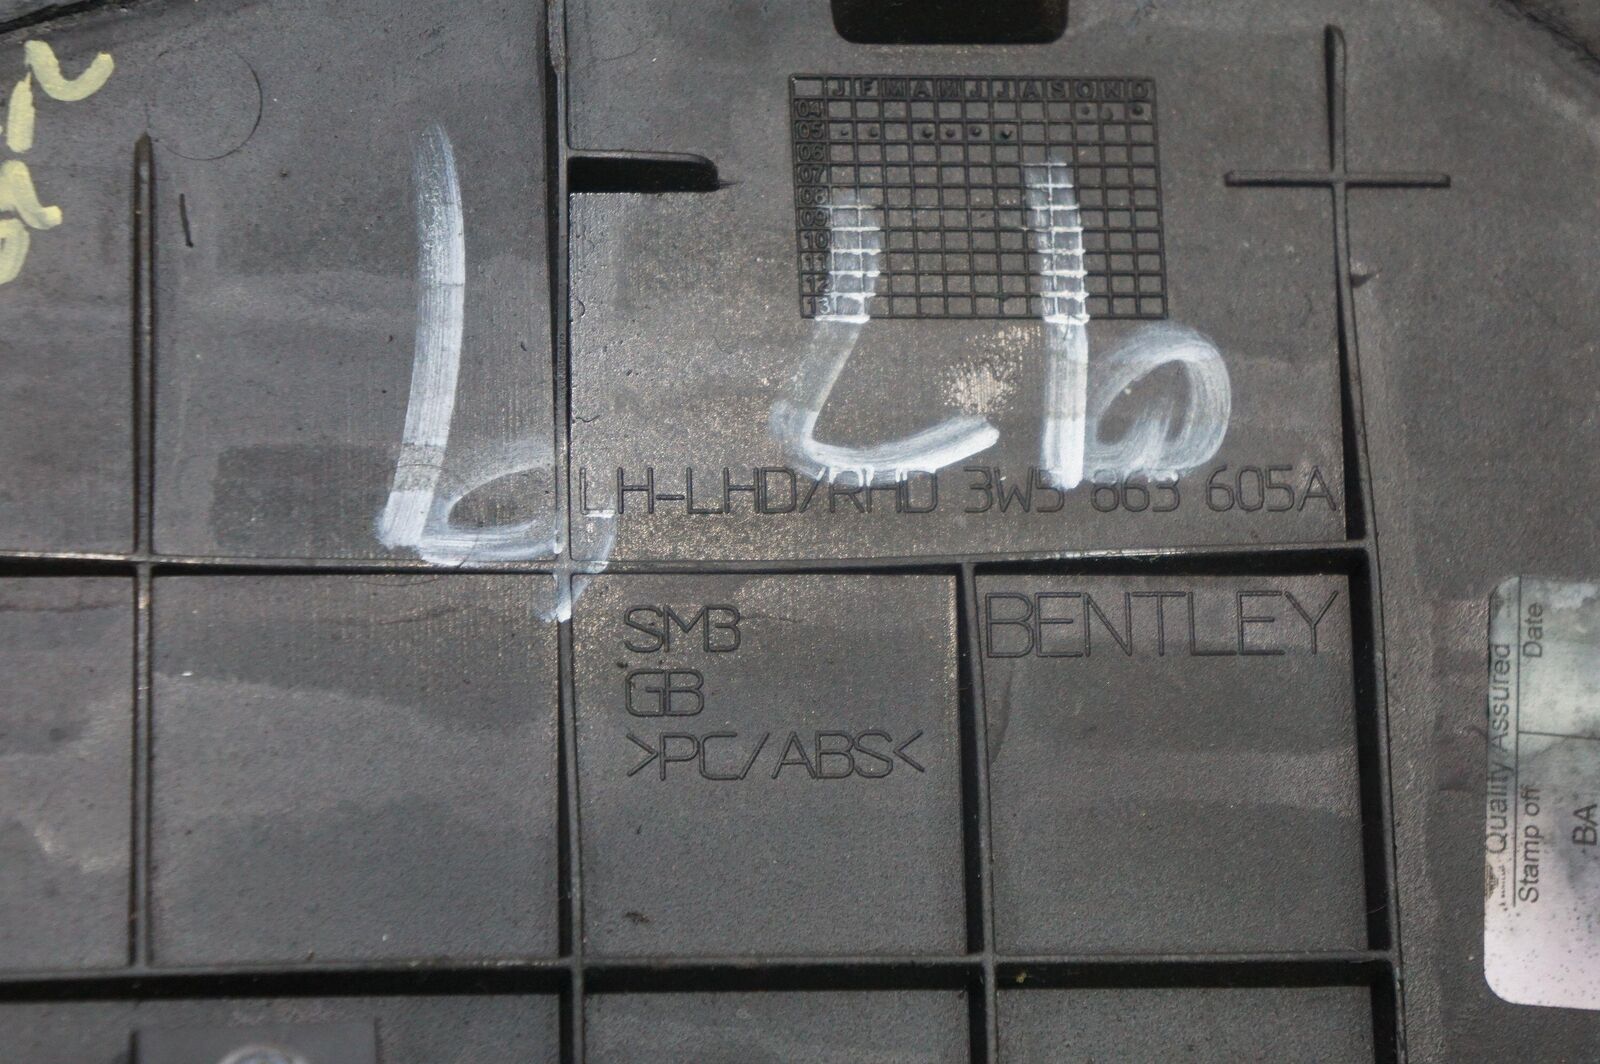 J F M A M J J A S O N D
04
05
06
07
08
09
10
11
12
13
LH-LHD/RHD 3W5 863 605A
SMB
GB
>PC/ABS<
BENTLEY
Quality Assured
Stamp off
Date
BA